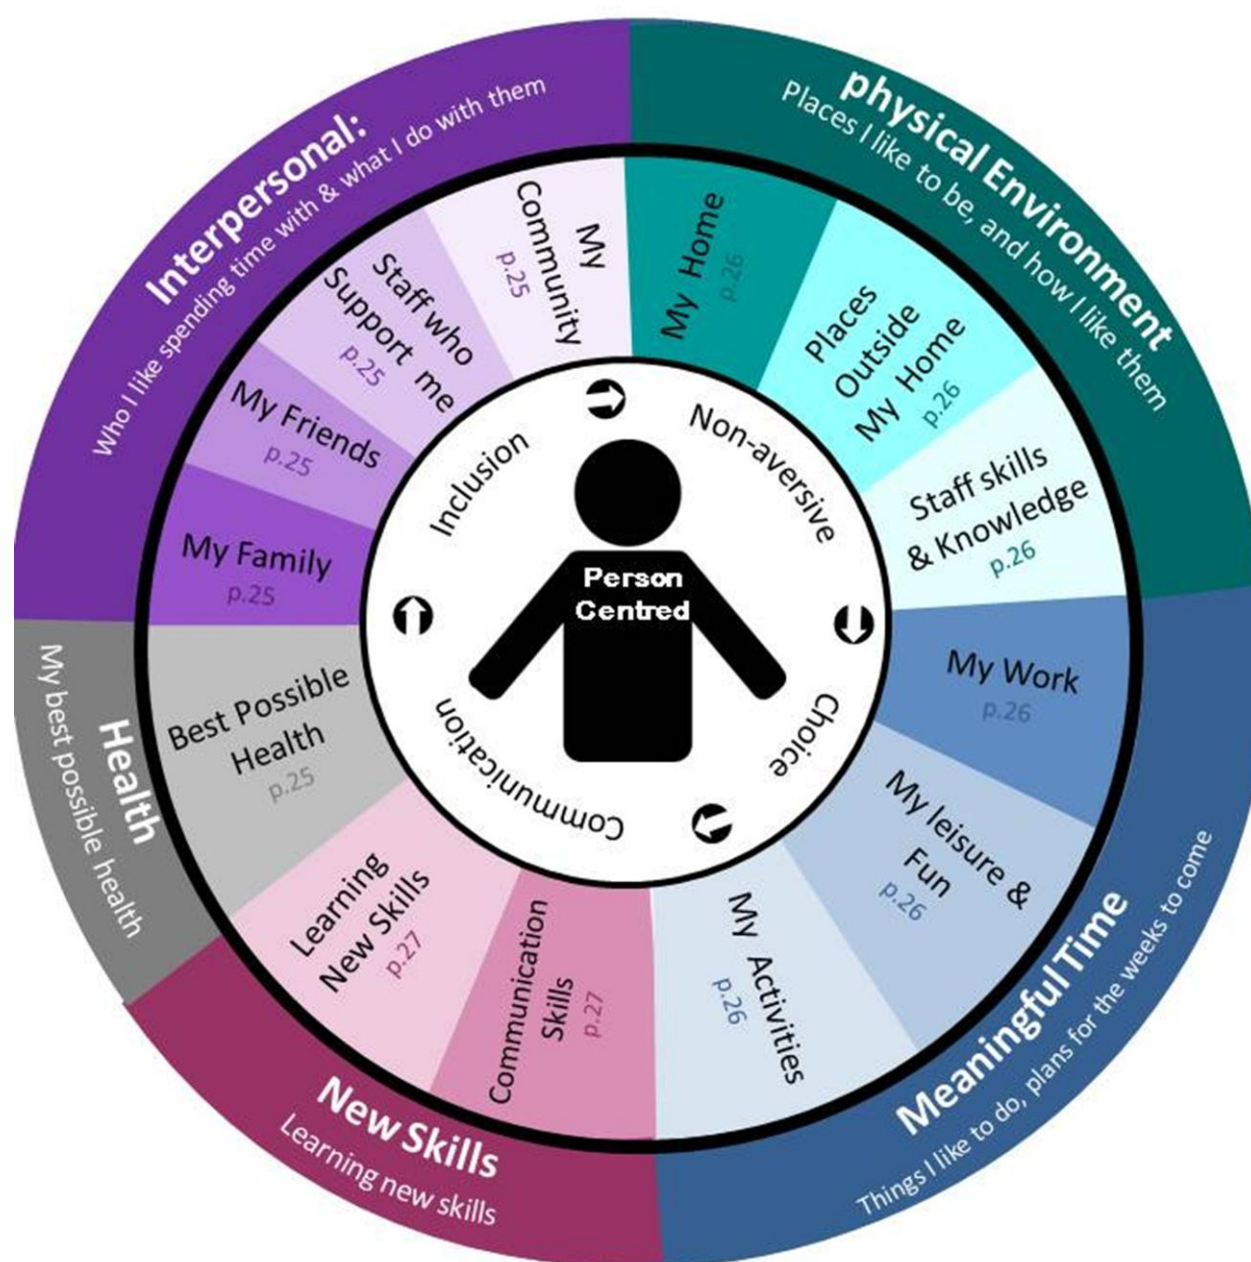 Interpersonal:
Who I like spending time with & what I do with them
physical Environment
Places I like to be, and how I like them
Meaningful Time
Things I like to do, plans for the weeks to come
New Skills
Learning new skills
Health
My best possible health
My
Community
p.25
My Home
p.26
Places
Outside
My Home
p.26
Staff skills
& Knowledge
p.26
My Work
p.26
My leisure &
Fun
p.26
My Activities
p.26
Communication
Skills
p.27
Learning
New Skills
p.27
Best Possible
Health
p.25
My Family
p.25
My Friends
p.25
Staff who
Support me
p.25
Inclusion
Non-aversive
Choice
Communication
Person
Centred